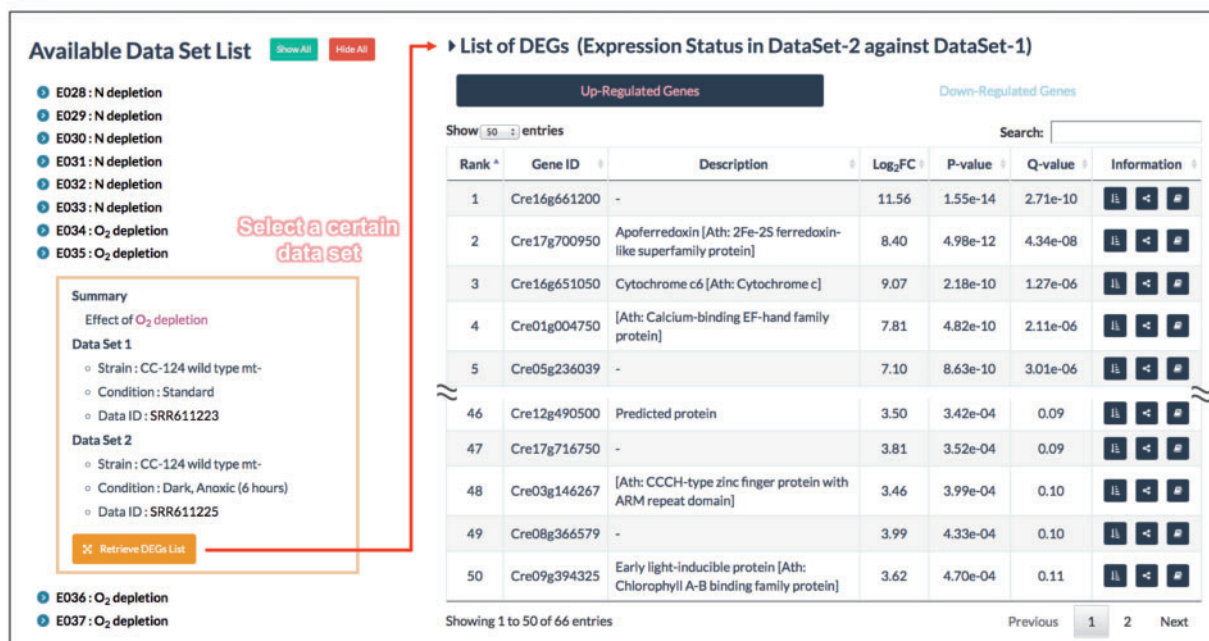 Available Data Set List
Show All
Hide All
E028 : N depletion
E029 : N depletion
E030 : N depletion
E031 : N depletion
E032 : N depletion
E033 : N depletion
E034 : O₂ depletion
E035 : O₂ depletion
Select a certain
data set
Summary
Effect of O₂ depletion
Data Set 1
Strain : CC-124 wild type mt-
Condition : Standard
Data ID : SRR611223
Data Set 2
Strain : CC-124 wild type mt-
Condition : Dark, Anoxic (6 hours)
Data ID : SRR611225
Retrieve DEGs List
E036 : O₂ depletion
E037 : O₂ depletion
List of DEGs (Expression Status in DataSet-2 against DataSet-1)
Up-Regulated Genes
Down-Regulated Genes
Show 50 entries
Search:
Rank Gene ID Description Log₂FC P-value Q-value Information
1 Cre16g661200 - 11.56 1.55e-14 2.71e-10
2 Cre17g700950 Apoferredoxin [Ath: 2Fe-2S ferredoxin-
like superfamily protein] 8.40 4.98e-12 4.34e-08
3 Cre16g651050 Cytochrome c6 [Ath: Cytochrome c] 9.07 2.18e-10 1.27e-06
4 Cre01g004750 [Ath: Calcium-binding EF-hand family
protein] 7.81 4.82e-10 2.11e-06
5 Cre05g236039 - 7.10 8.63e-10 3.01e-06
46 Cre12g490500 Predicted protein 3.50 3.42e-04 0.09
47 Cre17g716750 - 3.81 3.52e-04 0.09
48 Cre03g146267 [Ath: CCCH-type zinc finger protein with
ARM repeat domain] 3.46 3.99e-04 0.10
49 Cre08g366579 - 3.99 4.33e-04 0.10
50 Cre09g394325 Early light-inducible protein [Ath:
Chlorophyll A-B binding family protein] 3.62 4.70e-04 0.11
Showing 1 to 50 of 66 entries
Previous 1 2 Next